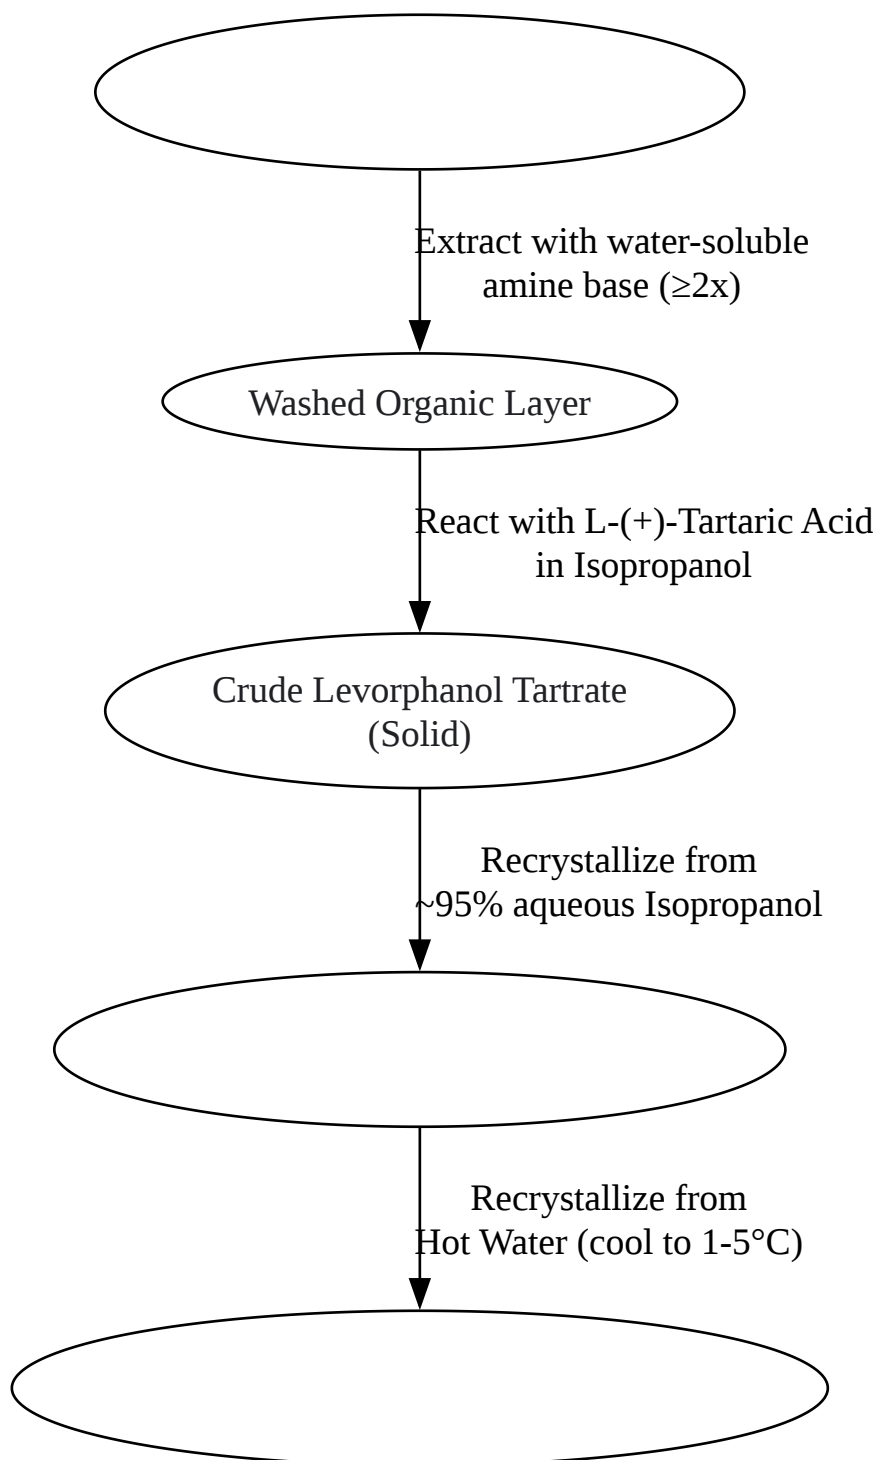 Extract with water-soluble
amine base (≥2x)
Washed Organic Layer
React with L-(+)-Tartaric Acid
in Isopropanol
Crude Levorphanol Tartrate
(Solid)
Recrystallize from
~95% aqueous Isopropanol
Recrystallize from
Hot Water (cool to 1-5°C)